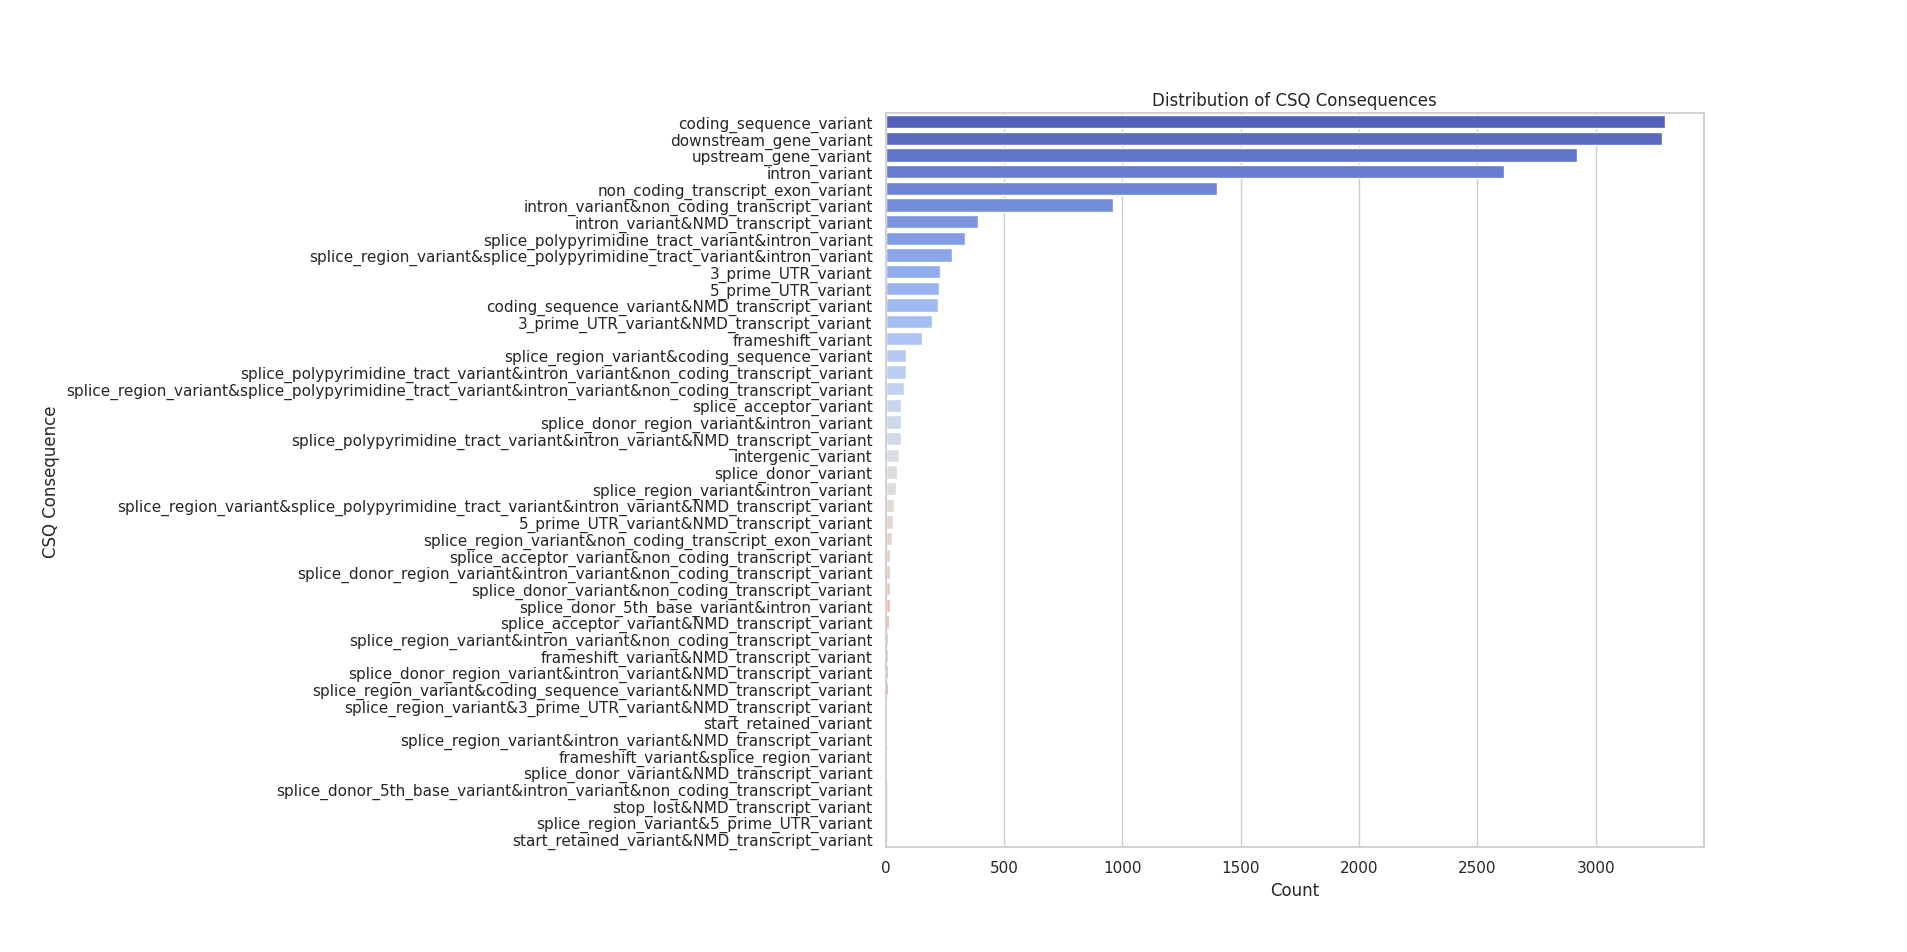 Distribution of CSQ Consequences
coding_sequence_variant
downstream_gene_variant
upstream_gene_variant
intron_variant
non_coding_transcript_exon_variant
intron_variant&non_coding_transcript_variant
intron_variant&NMD_transcript_variant
splice_polypyrimidine_tract_variant&intron_variant
splice_region_variant&splice_polypyrimidine_tract_variant&intron_variant
3_prime_UTR_variant
5_prime_UTR_variant
coding_sequence_variant&NMD_transcript_variant
3_prime_UTR_variant&NMD_transcript_variant
frameshift_variant
splice_region_variant&coding_sequence_variant
splice_polypyrimidine_tract_variant&intron_variant&non_coding_transcript_variant
splice_region_variant&splice_polypyrimidine_tract_variant&intron_variant&non_coding_transcript_variant
splice_acceptor_variant
splice_donor_region_variant&intron_variant
splice_polypyrimidine_tract_variant&intron_variant&NMD_transcript_variant
intergenic_variant
splice_donor_variant
splice_region_variant&intron_variant
splice_region_variant&splice_polypyrimidine_tract_variant&intron_variant&NMD_transcript_variant
5_prime_UTR_variant&NMD_transcript_variant
splice_region_variant&non_coding_transcript_exon_variant
splice_acceptor_variant&non_coding_transcript_variant
splice_donor_region_variant&intron_variant&non_coding_transcript_variant
splice_donor_variant&non_coding_transcript_variant
splice_donor_5th_base_variant&intron_variant
splice_acceptor_variant&NMD_transcript_variant
splice_region_variant&intron_variant&non_coding_transcript_variant
frameshift_variant&NMD_transcript_variant
splice_donor_region_variant&intron_variant&NMD_transcript_variant
splice_region_variant&coding_sequence_variant&NMD_transcript_variant
splice_region_variant&3_prime_UTR_variant&NMD_transcript_variant
start_retained_variant
splice_region_variant&intron_variant&NMD_transcript_variant
frameshift_variant&splice_region_variant
splice_donor_variant&NMD_transcript_variant
splice_donor_5th_base_variant&intron_variant&non_coding_transcript_variant
stop_lost&NMD_transcript_variant
splice_region_variant&5_prime_UTR_variant
start_retained_variant&NMD_transcript_variant
CSQ Consequence
0 500 1000 1500 2000 2500 3000
Count